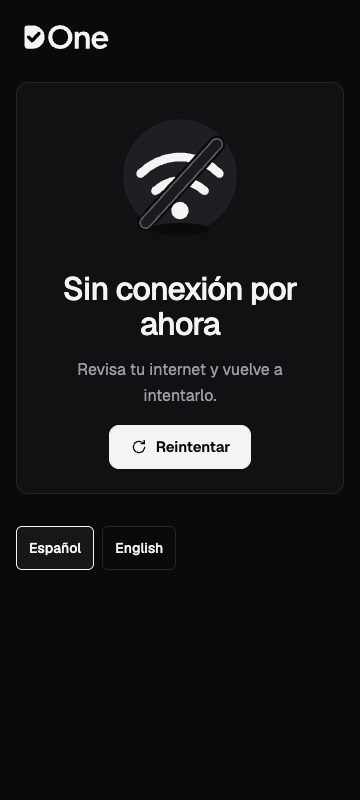 One
Sin conexión por
ahora
Revisa tu internet y vuelve a
intentarlo.
Reintentar
Español
English